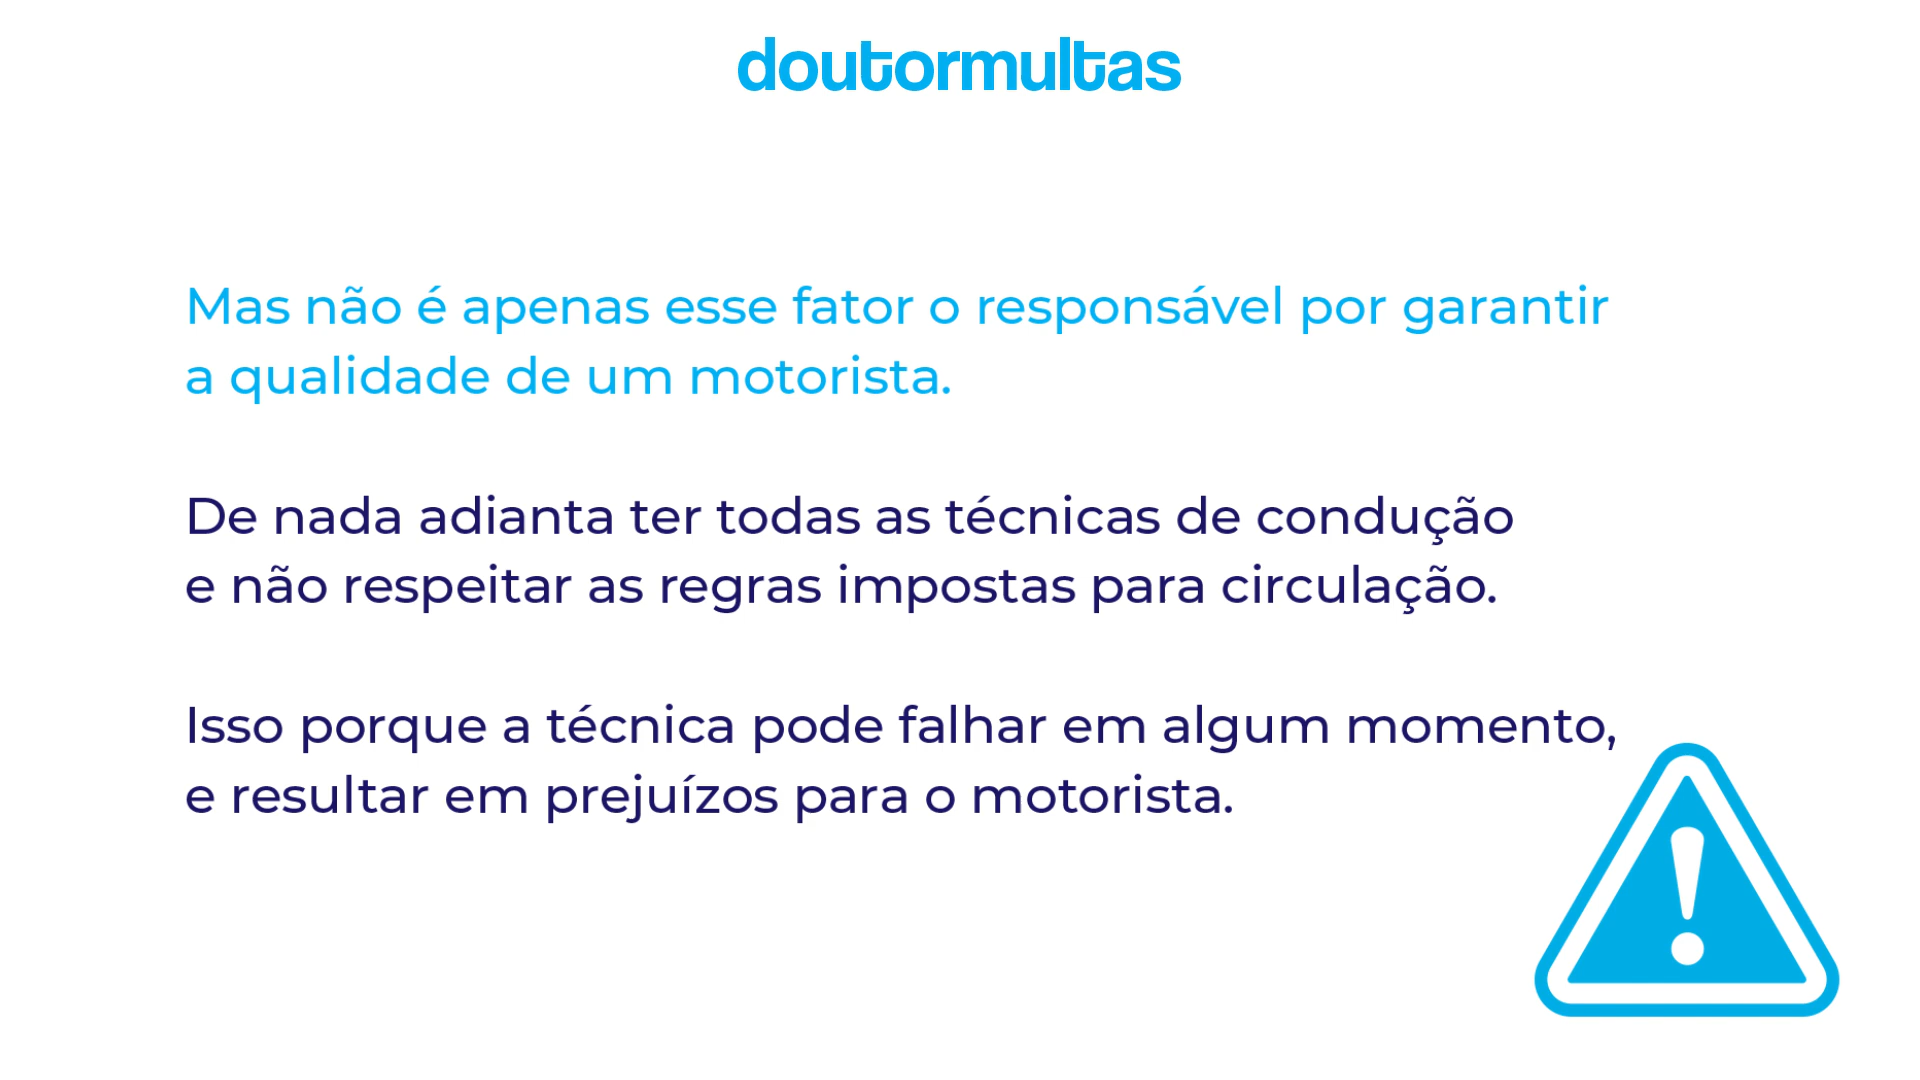 doutormultas
Mas não é apenas esse fator o responsável por garantir
a qualidade de um motorista.
De nada adianta ter todas as técnicas de condução
e não respeitar as regras impostas para circulação.
Isso porque a técnica pode falhar em algum momento,
e resultar em prejuízos para o motorista.